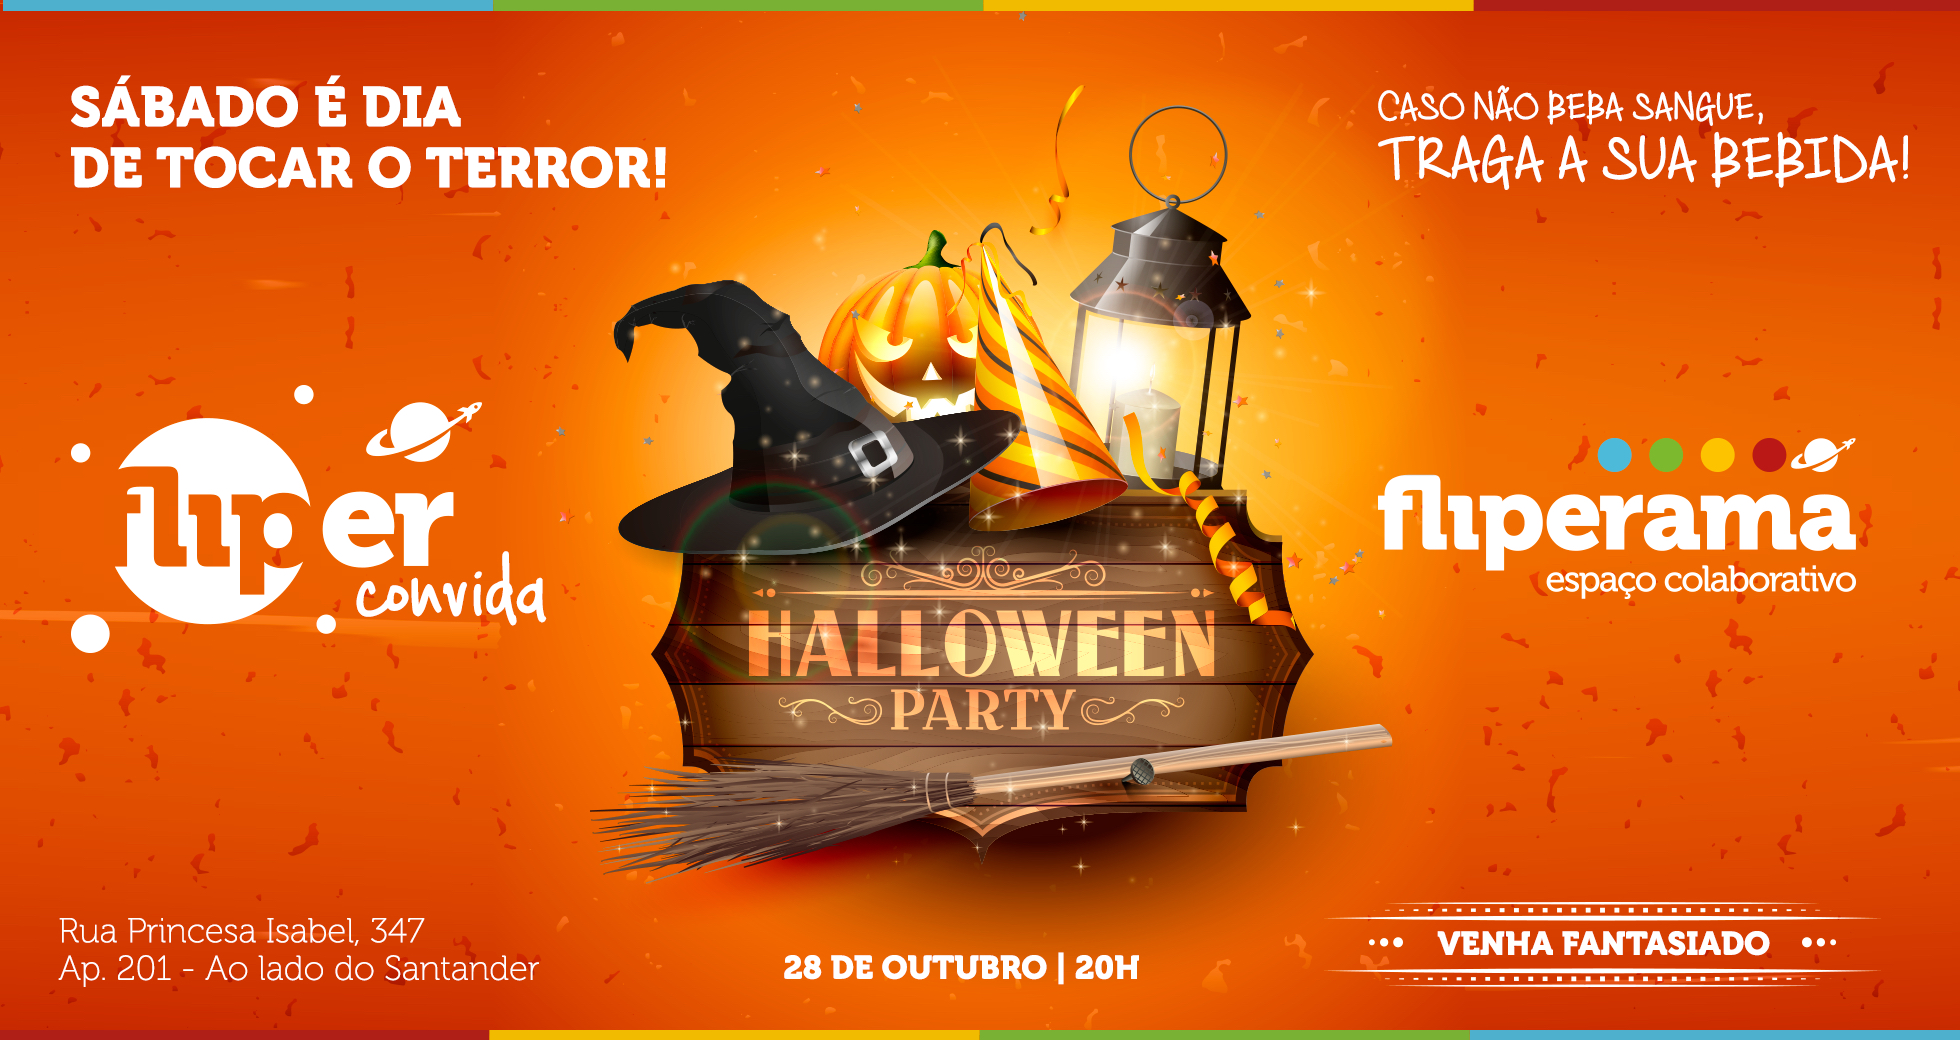 SÁBADO É DIA
DE TOCAR O TERROR!
CASO NÃO BEBA SANGUE,
TRAGA A SUA BEBIDA!
fliper
convida
fliperama
espaço colaborativo
HALLOWEEN
PARTY
Rua Princesa Isabel, 347
Ap. 201 - Ao lado do Santander
28 DE OUTUBRO | 20H
VENHA FANTASIADO